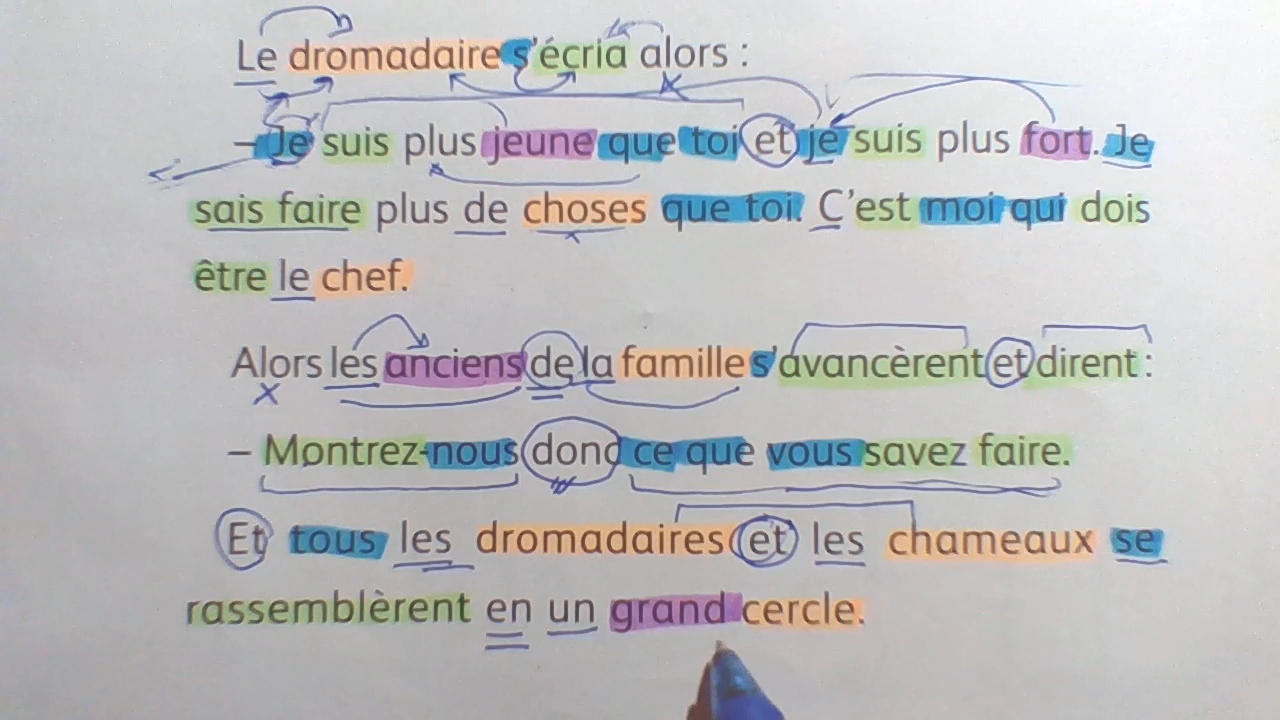 Le dromadaire s'écria alors :
– Je suis plus jeune que toi et je suis plus fort. Je
sais faire plus de choses que toi. C'est moi qui dois
être le chef.
Alors les anciens de la famille s'avancèrent et dirent :
– Montrez-nous donc ce que vous savez faire.
Et tous les dromadaires et les chameaux se
rassemblèrent en un grand cercle.